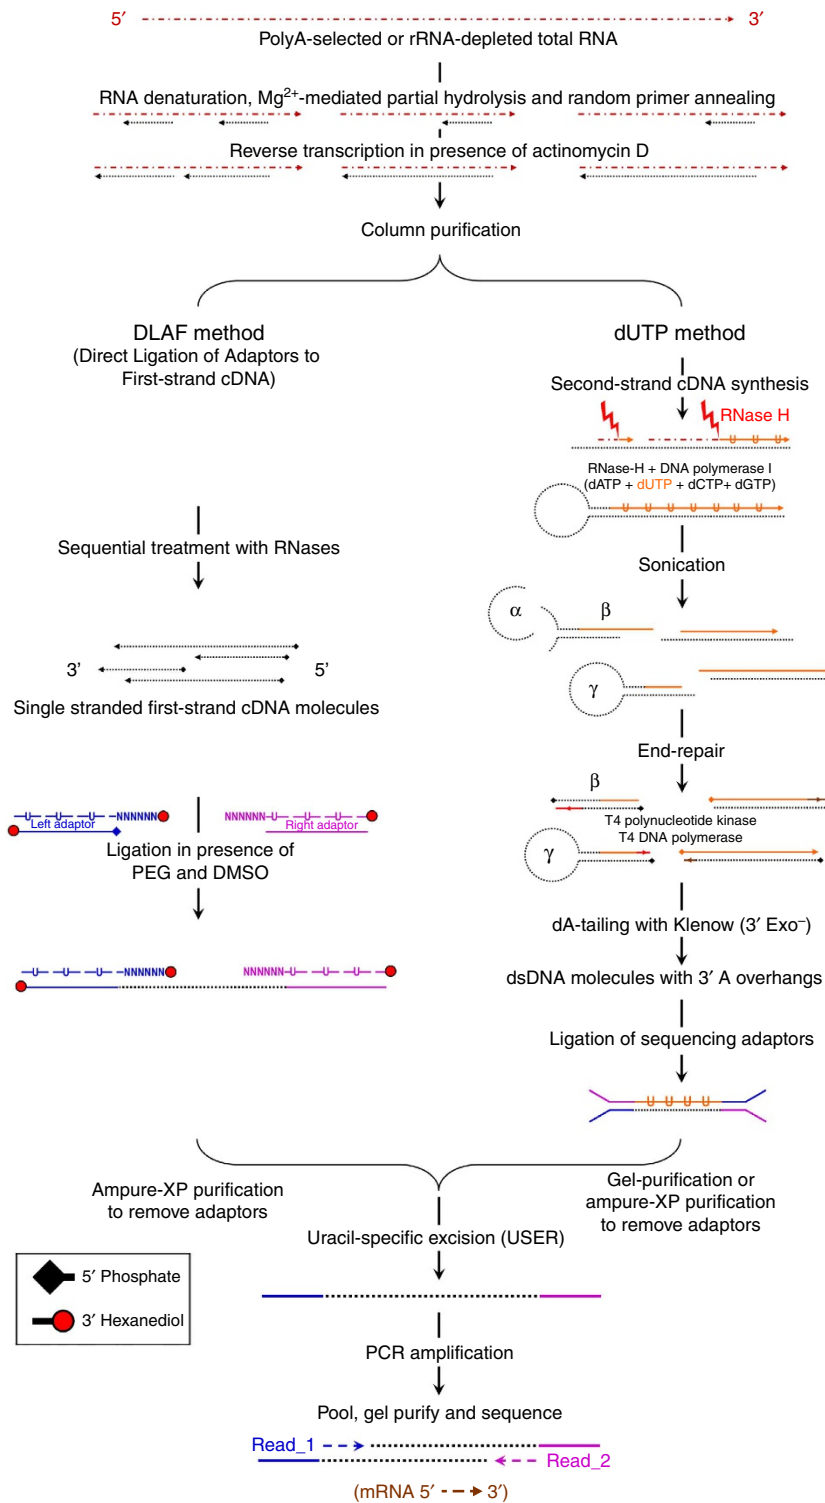 5′ 3′
PolyA-selected or rRNA-depleted total RNA
RNA denaturation, Mg²⁺-mediated partial hydrolysis and random primer annealing
Reverse transcription in presence of actinomycin D
Column purification
DLAF method
(Direct Ligation of Adaptors to
First-strand cDNA)
Sequential treatment with RNases
3' 5'
Single stranded first-strand cDNA molecules
U U U NNNNNN
NNNNNN U U U
Left adaptor
Right adaptor
Ligation in presence of
PEG and DMSO
U U U NNNNNN
NNNNNN U U U
Ampure-XP purification
to remove adaptors
dUTP method
Second-strand cDNA synthesis
RNase H
U U U
RNase-H + DNA polymerase I
(dATP + dUTP + dCTP+ dGTP)
U U U U U U U
Sonication
α β
γ
End-repair
β
T4 polynucleotide kinase
T4 DNA polymerase
γ
dA-tailing with Klenow (3′ Exo⁻)
dsDNA molecules with 3′ A overhangs
Ligation of sequencing adaptors
U U U U
Gel-purification or
ampure-XP purification
to remove adaptors
Uracil-specific excision (USER)
5′ Phosphate
3′ Hexanediol
PCR amplification
Pool, gel purify and sequence
Read_1
Read_2
(mRNA 5′ 3′)